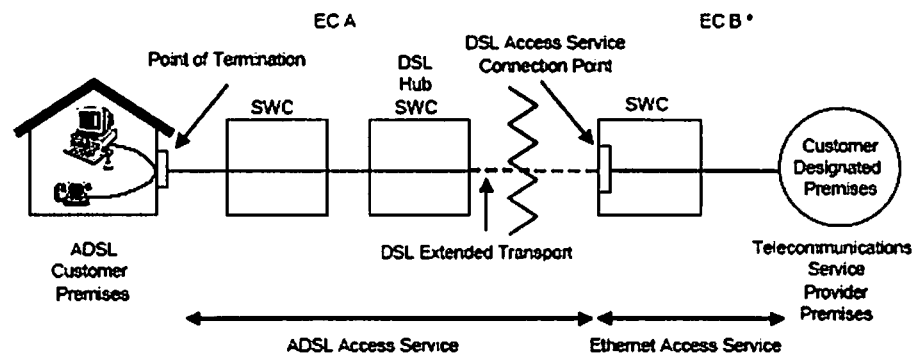 EC A
EC B *
Point of Termination
DSL
Hub
SWC
DSL Access Service
Connection Point
SWC
SWC
Customer
Designated
Premises
DSL Extended Transport
ADSL
Customer
Premises
Telecommunications
Service
Provider
Premises
ADSL Access Service
Ethernet Access Service